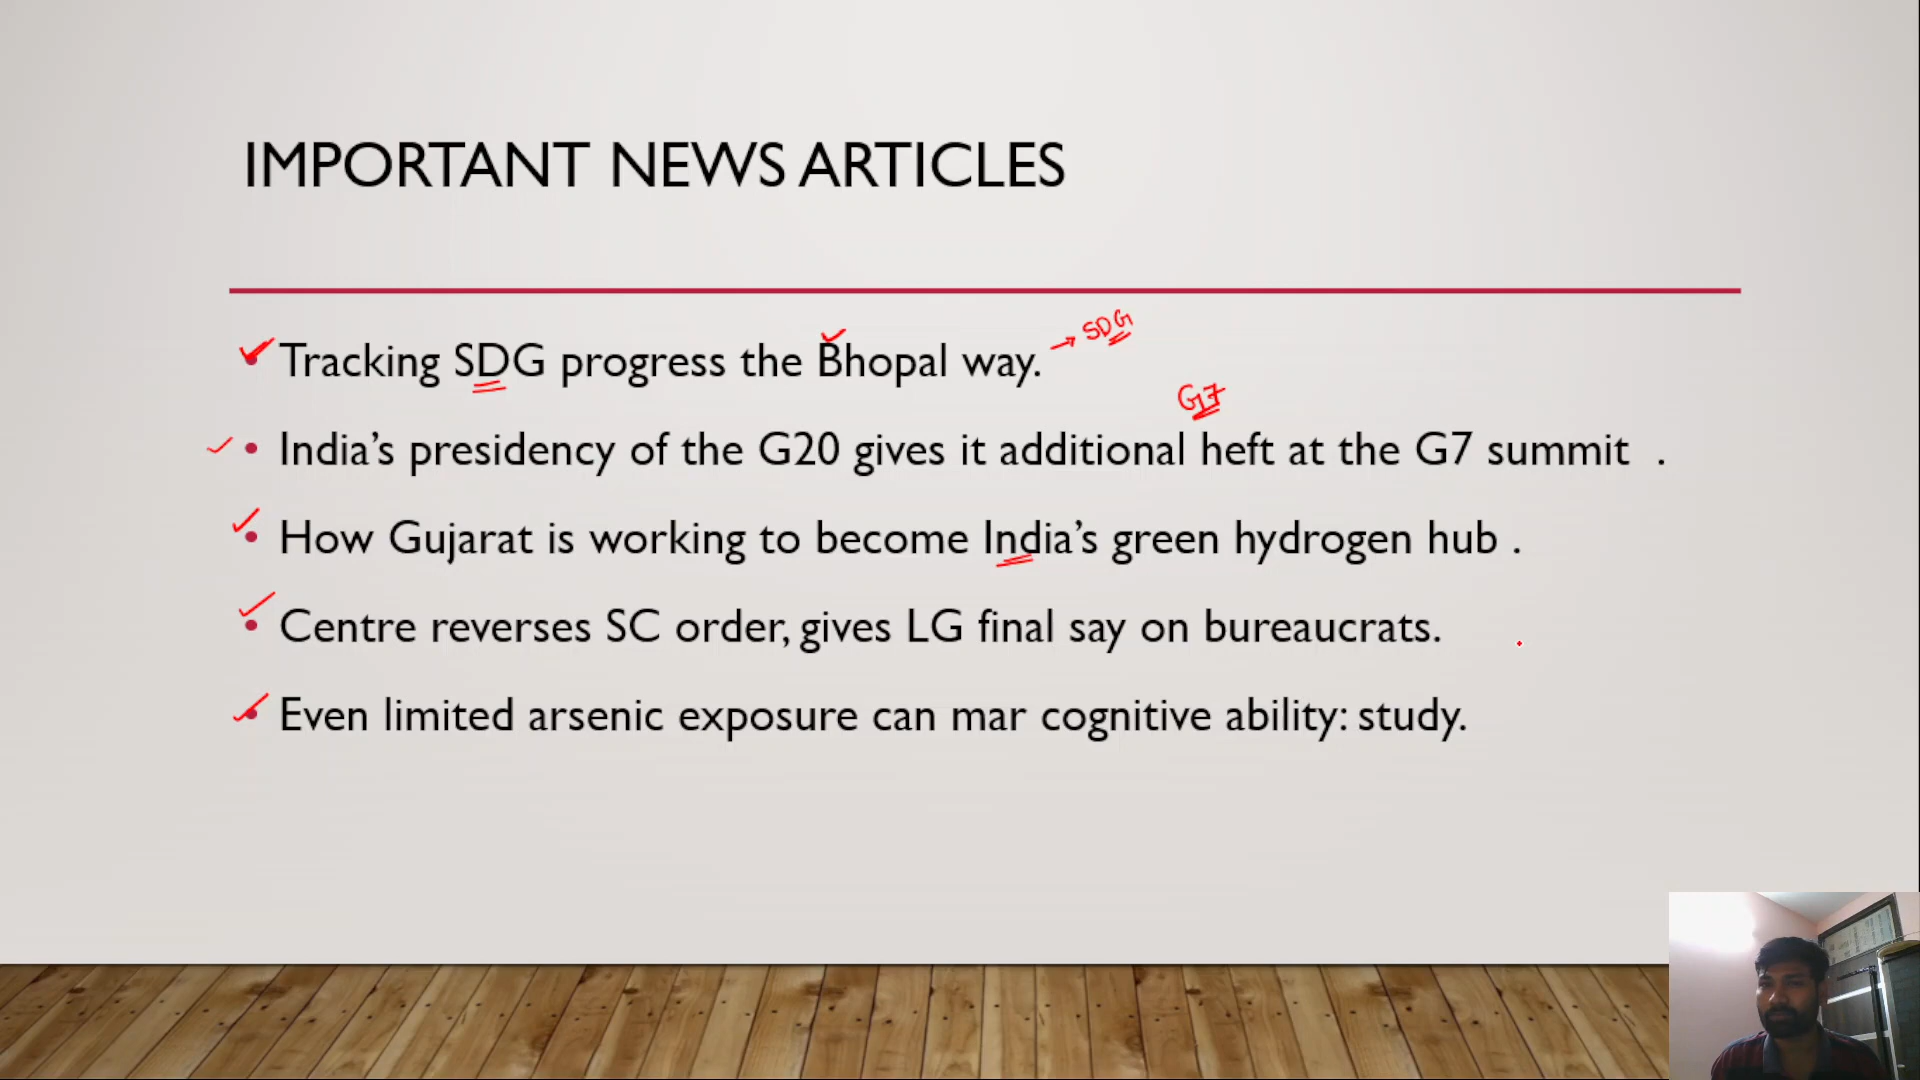 IMPORTANT NEWS ARTICLES
• Tracking SDG progress the Bhopal way. → SDG
G7
• India’s presidency of the G20 gives it additional heft at the G7 summit .
• How Gujarat is working to become India’s green hydrogen hub .
• Centre reverses SC order, gives LG final say on bureaucrats.
• Even limited arsenic exposure can mar cognitive ability: study.